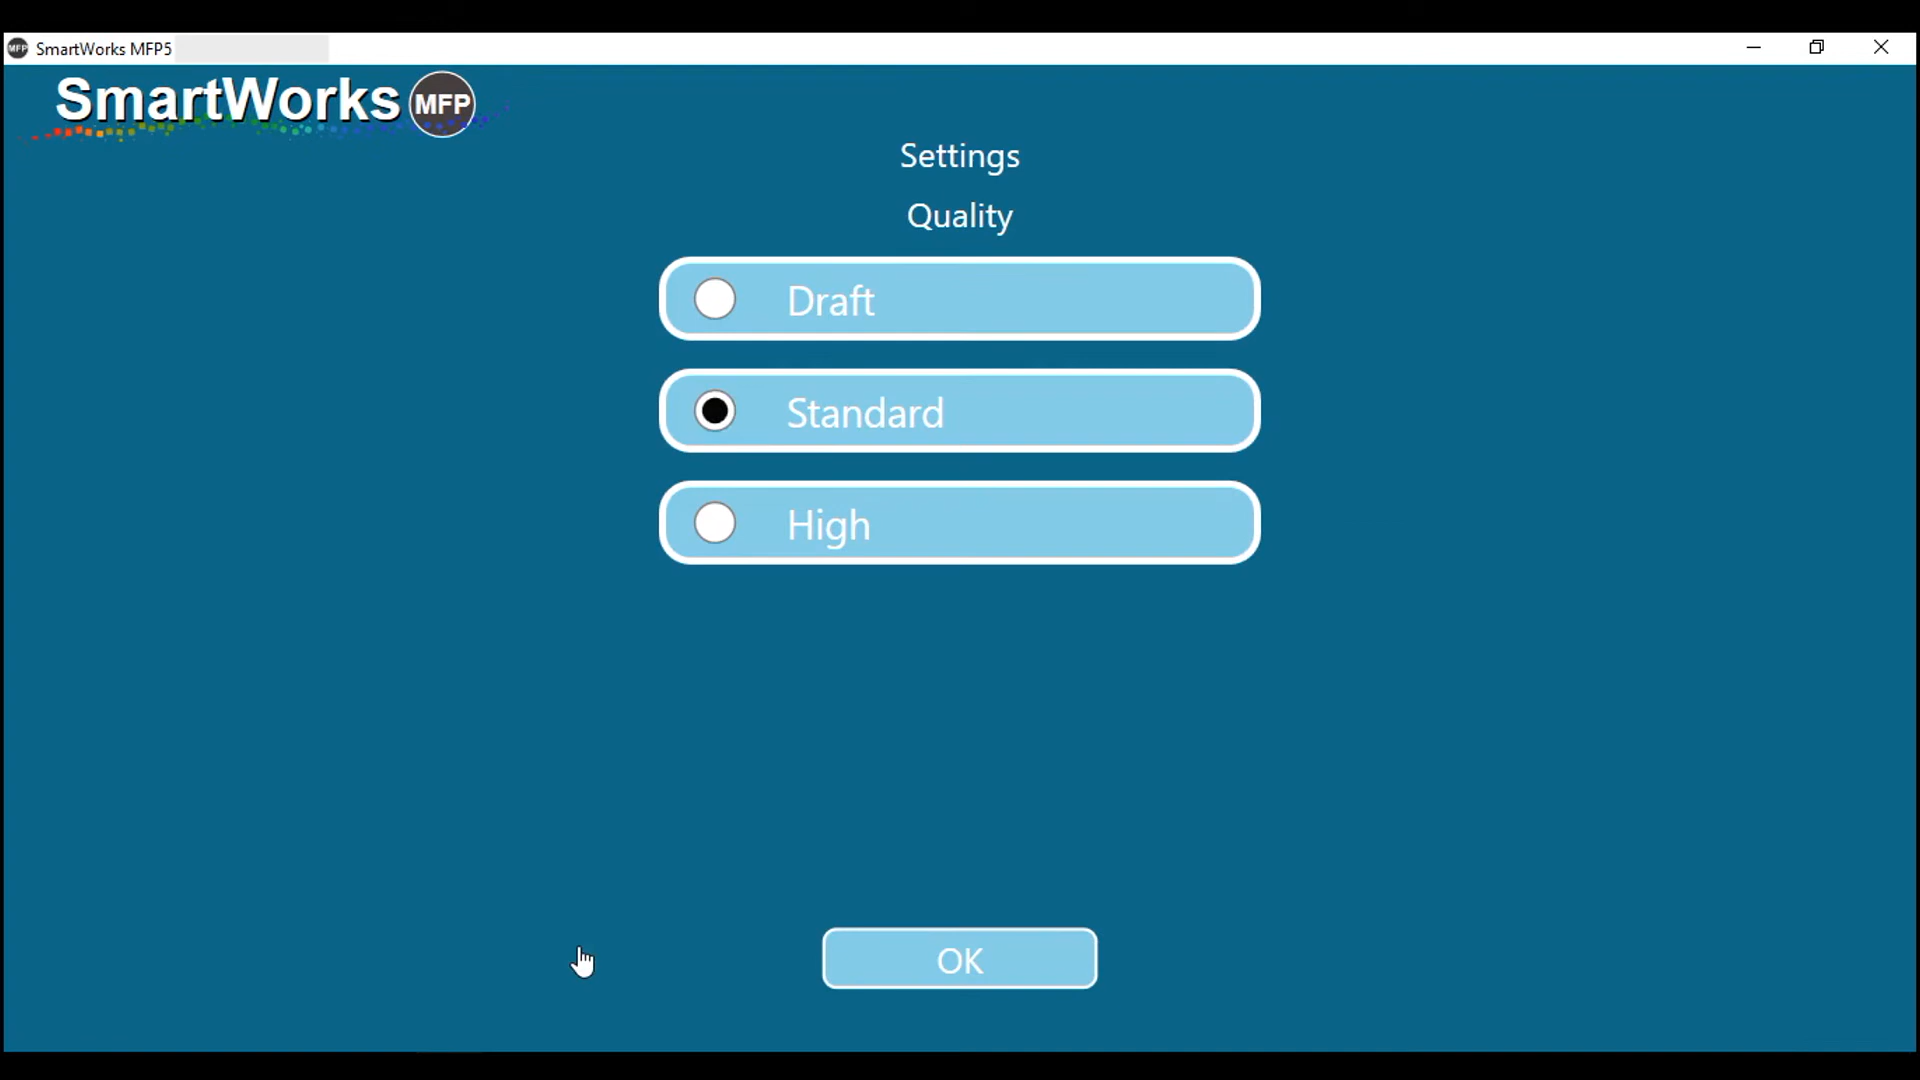 SmartWorks MFP5
SmartWorks MFP
Settings
Quality
Draft
Standard
High
OK